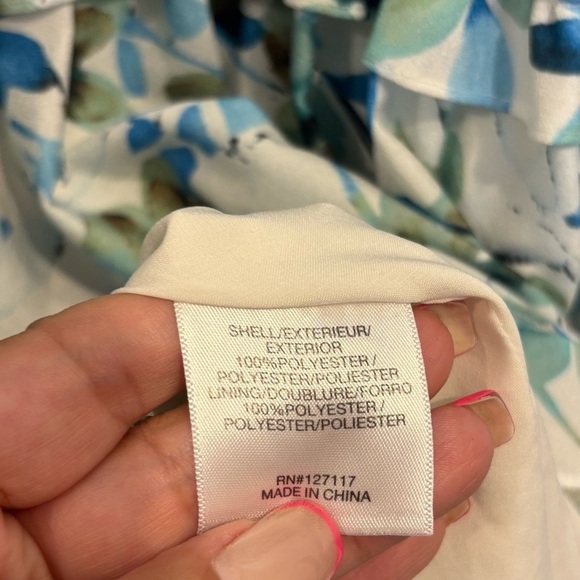 SHELL/EXTERIEUR/
EXTERIOR
100%POLYESTER/
POLYESTER/POLIESTER
LINING/DOUBLURE/FORRO
100%POLYESTER/
POLYESTER/POLIESTER
RN#127117
MADE IN CHINA